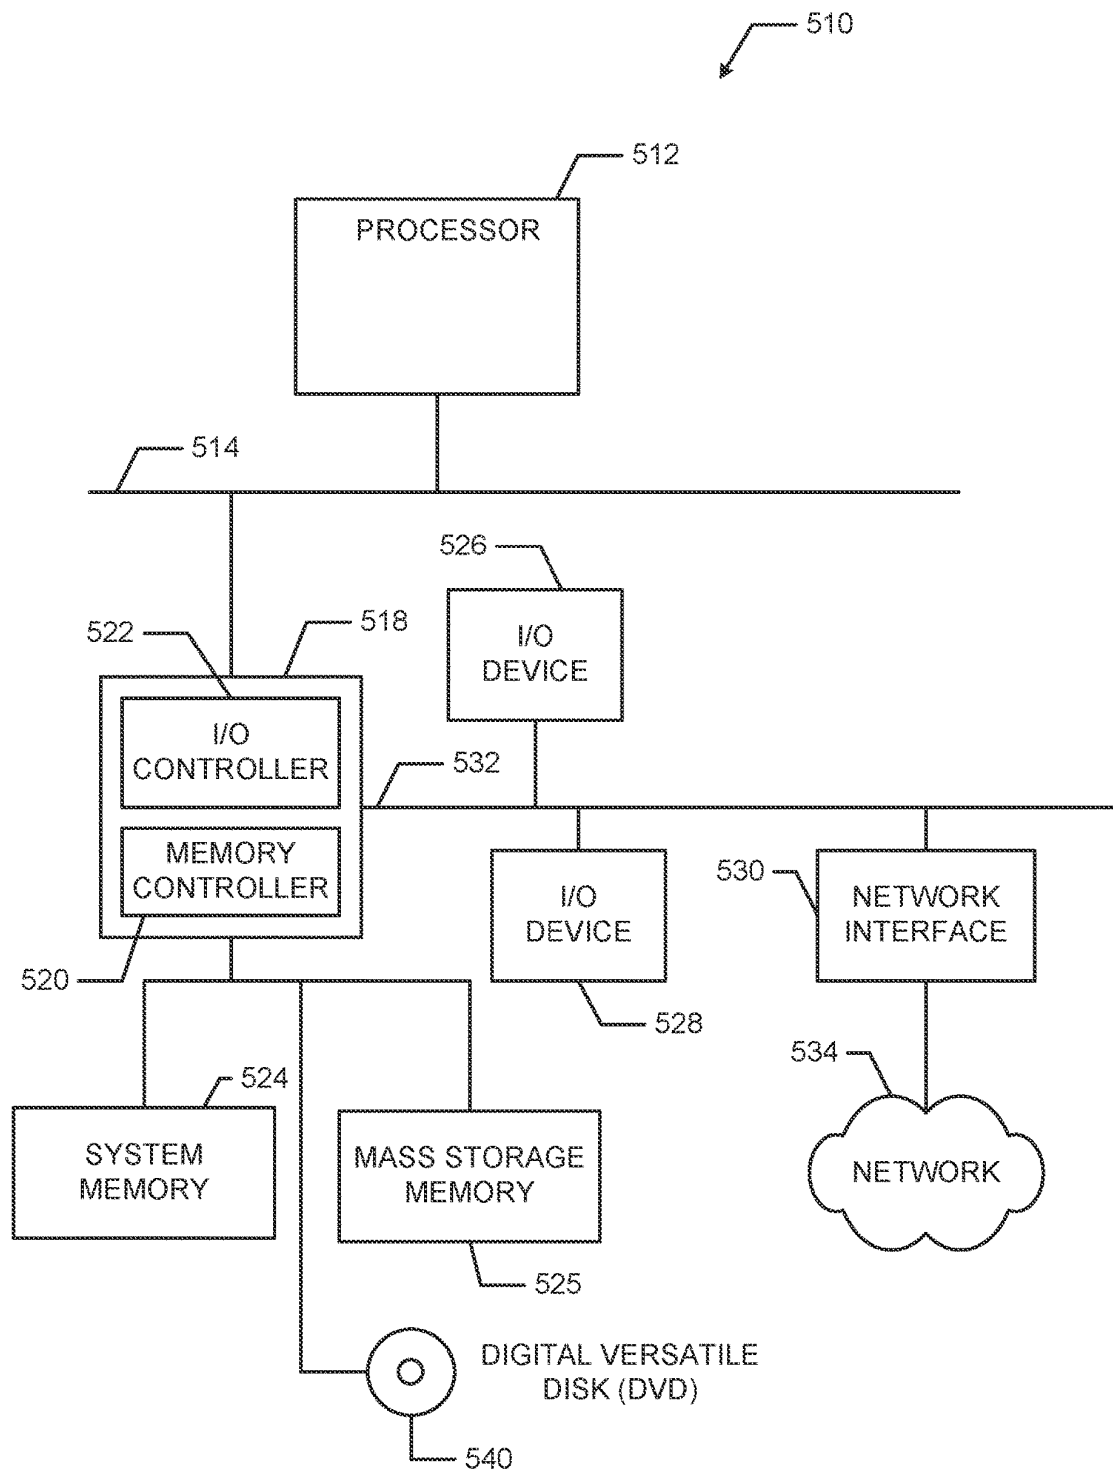 510
512
PROCESSOR
514
526
522
518
I/O
DEVICE
I/O
CONTROLLER
532
MEMORY
CONTROLLER
530
I/O
DEVICE
NETWORK
INTERFACE
520
528
534
524
SYSTEM
MEMORY
MASS STORAGE
MEMORY
NETWORK
525
DIGITAL VERSATILE
DISK (DVD)
540